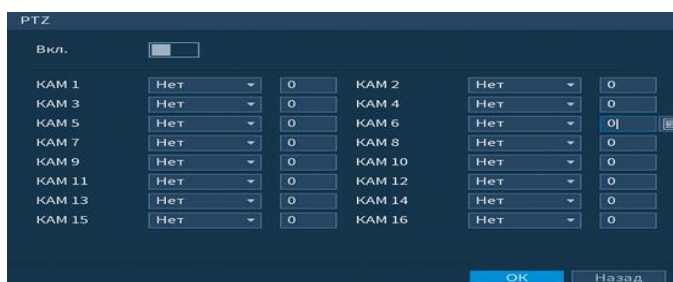 PTZ
Вкл.
КАМ 1 Нет 0 КАМ 2 Нет 0
КАМ 3 Нет 0 КАМ 4 Нет 0
КАМ 5 Нет 0 КАМ 6 Нет 0
КАМ 7 Нет 0 КАМ 8 Нет 0
КАМ 9 Нет 0 КАМ 10 Нет 0
КАМ 11 Нет 0 КАМ 12 Нет 0
КАМ 13 Нет 0 КАМ 14 Нет 0
КАМ 15 Нет 0 КАМ 16 Нет 0
OK Назад